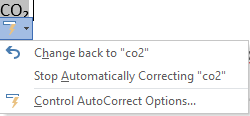 CO₂
Change back to "co2"
Stop Automatically Correcting "co2"
Control AutoCorrect Options...